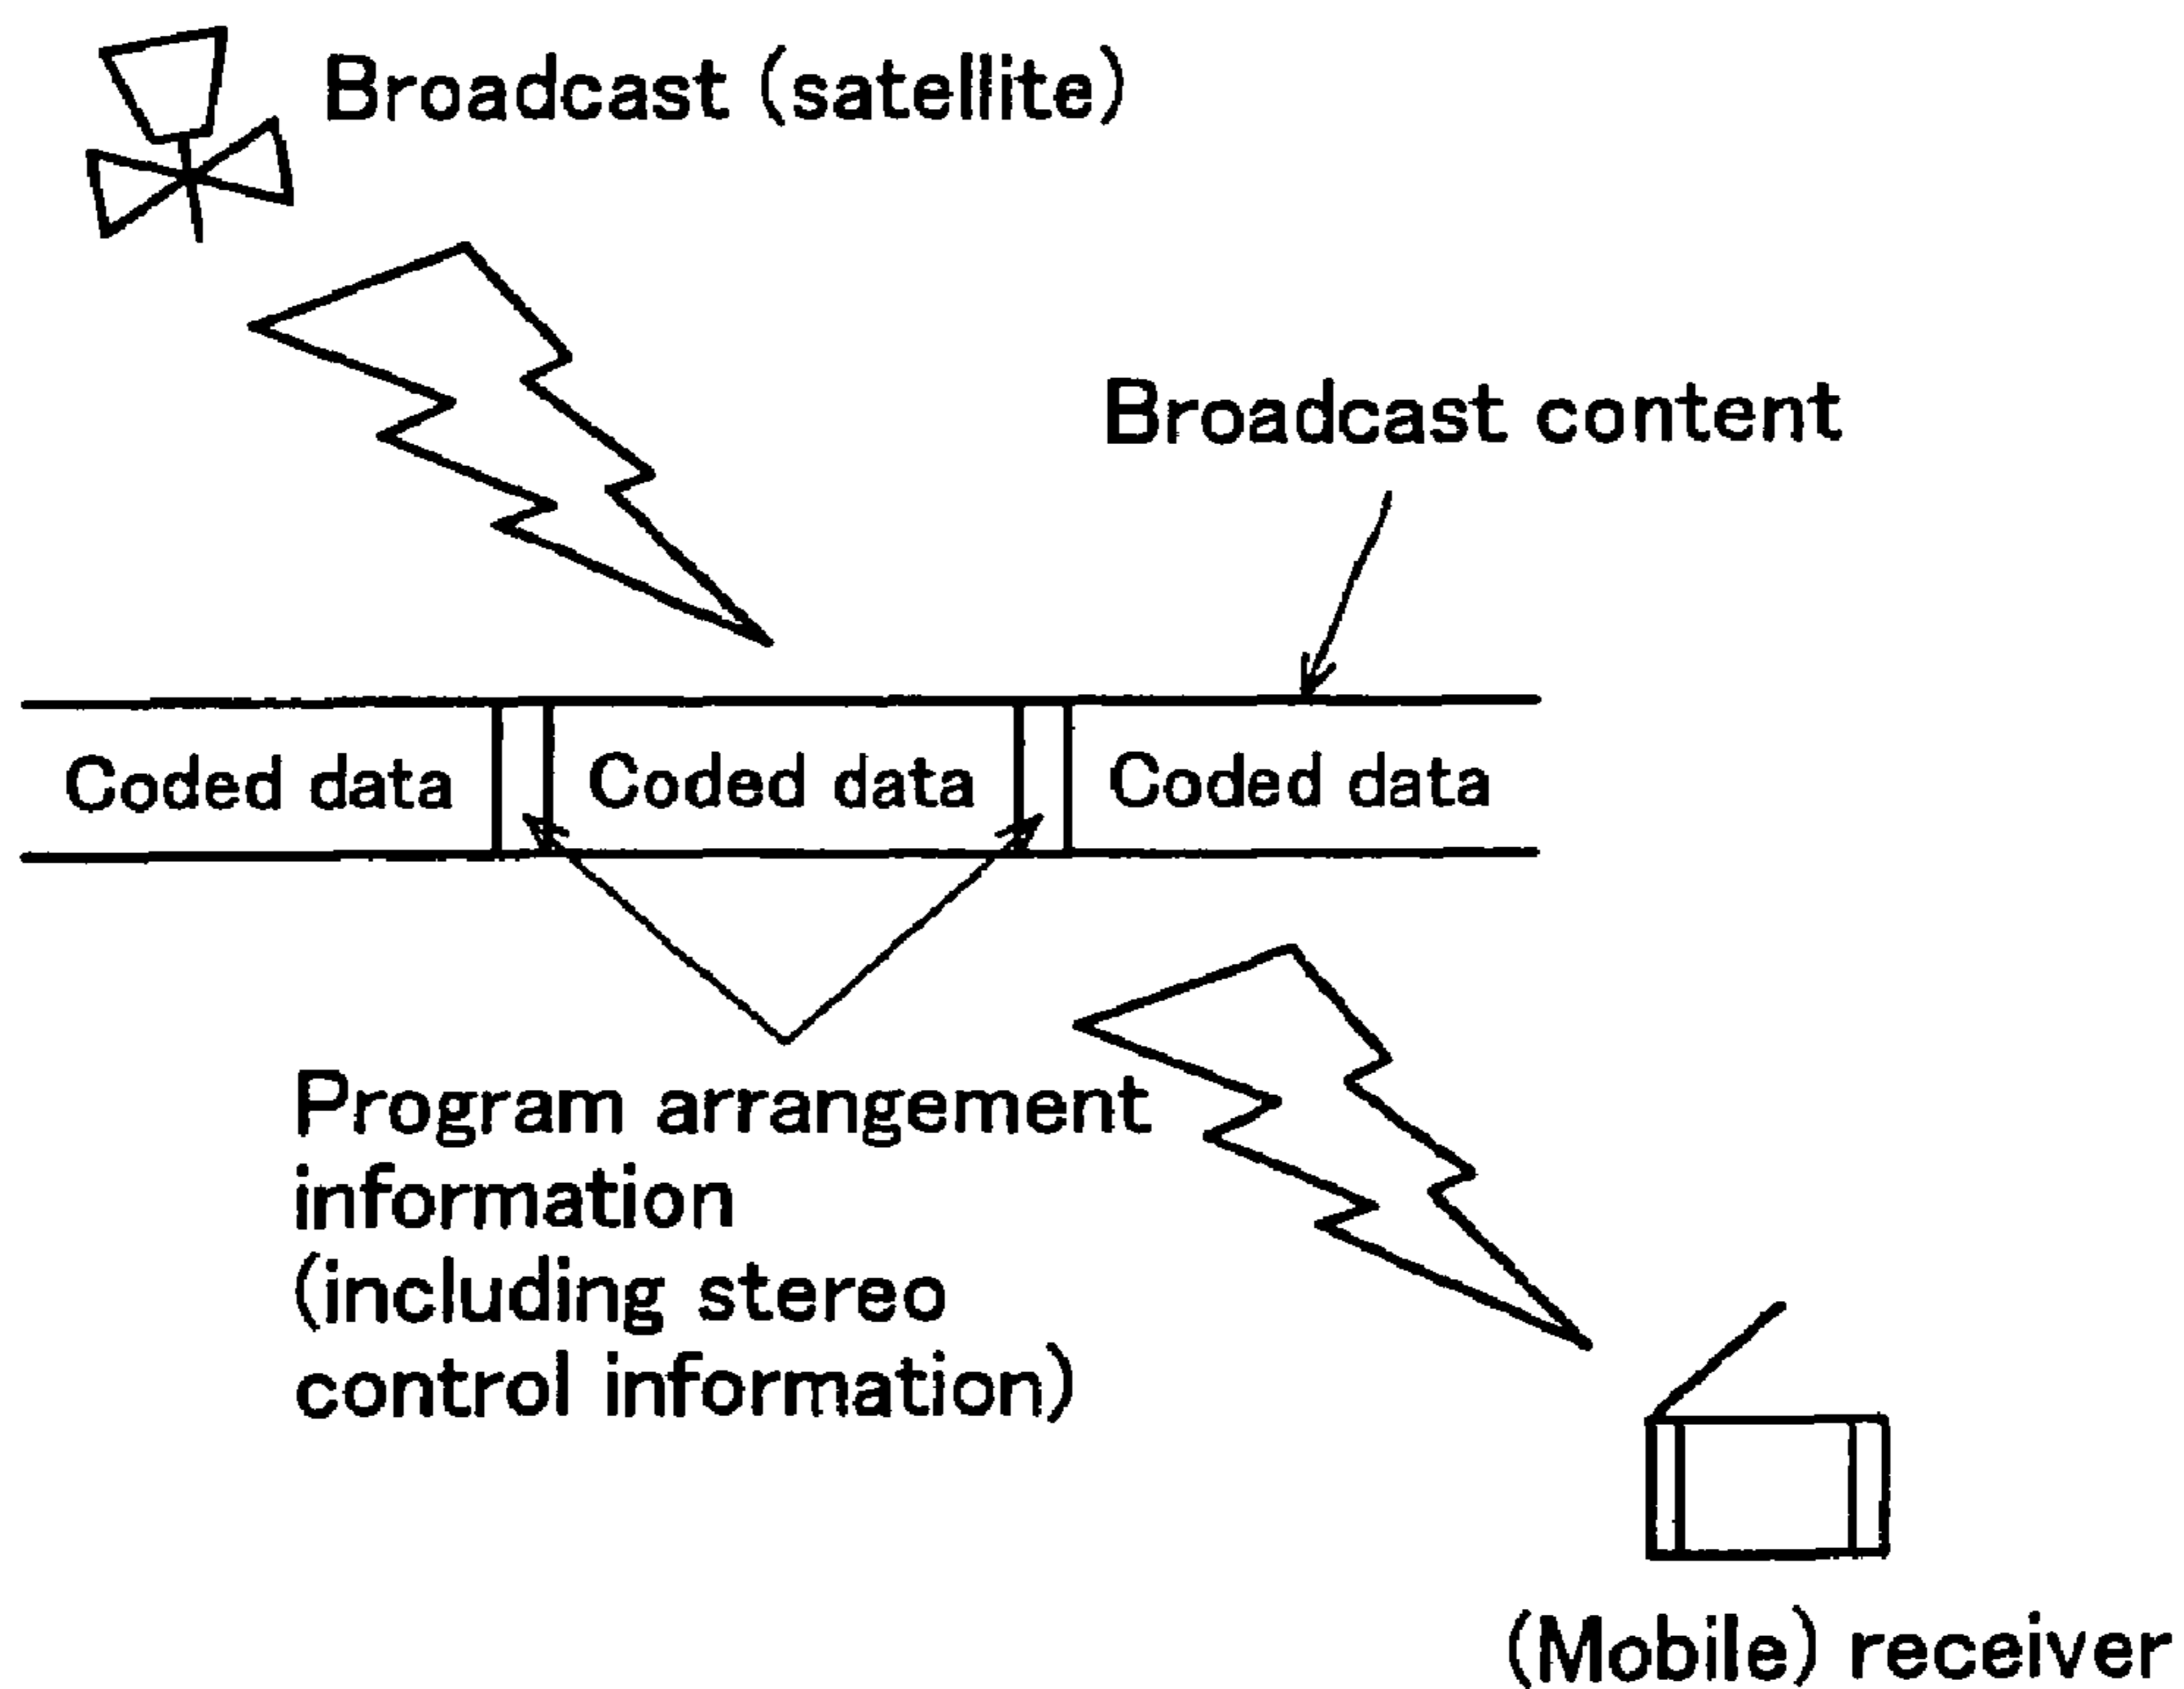 Broadcast (satellite)
Broadcast content
Coded data
Coded data
Coded data
Program arrangement
information
(including stereo
control information)
(Mobile) receiver